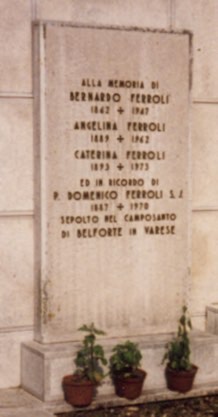 ALLA MEMORIA DI
BERNARDO FERROLI
1862 + 1947
ANGELINA FERROLI
1889 + 1962
CATERINA FERROLI
1893 + 1973
ED IN RICORDO DI
P. DOMENICO FERROLI S. J.
1887 + 1970
SEPOLTO NEL CAMPOSANTO
DI BELFORTE IN VARESE